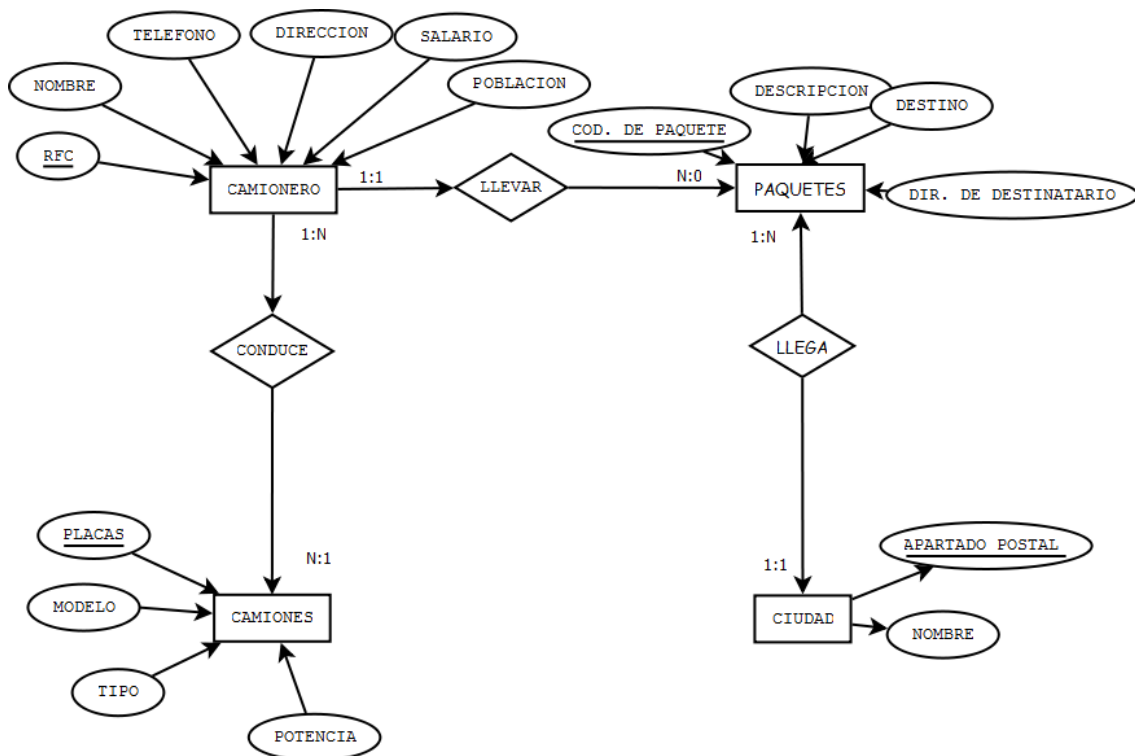 TELEFONO
DIRECCION
SALARIO
NOMBRE
POBLACION
RFC
CAMIONERO
1:1
LLEVAR
N:0
COD. DE PAQUETE
DESCRIPCION
DESTINO
PAQUETES
DIR. DE DESTINATARIO
1:N
1:N
CONDUCE
LLEGA
PLACAS
N:1
MODELO
CAMIONES
TIPO
POTENCIA
1:1
APARTADO POSTAL
CIUDAD
NOMBRE